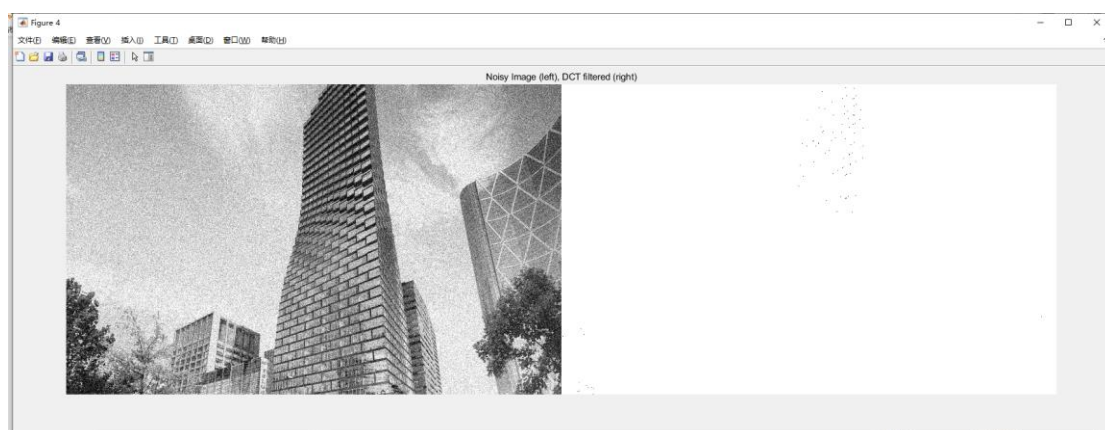 Figure 4
文件(F) 编辑(E) 查看(V) 插入(I) 工具(T) 桌面(D) 窗口(W) 帮助(H)
Noisy Image (left), DCT filtered (right)